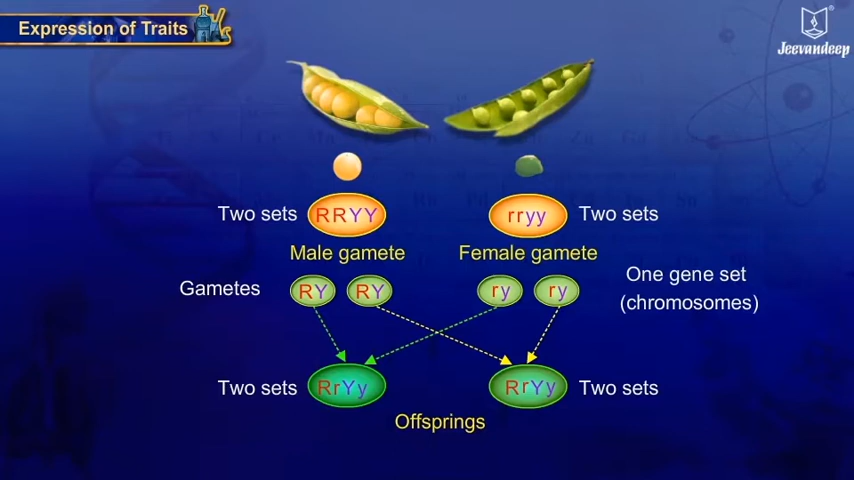 Expression of Traits
Jeevandeep
®
Two sets RRYY rryy Two sets
Male gamete Female gamete
Gametes RY RY ry ry One gene set
(chromosomes)
Two sets RrYy RrYy Two sets
Offsprings